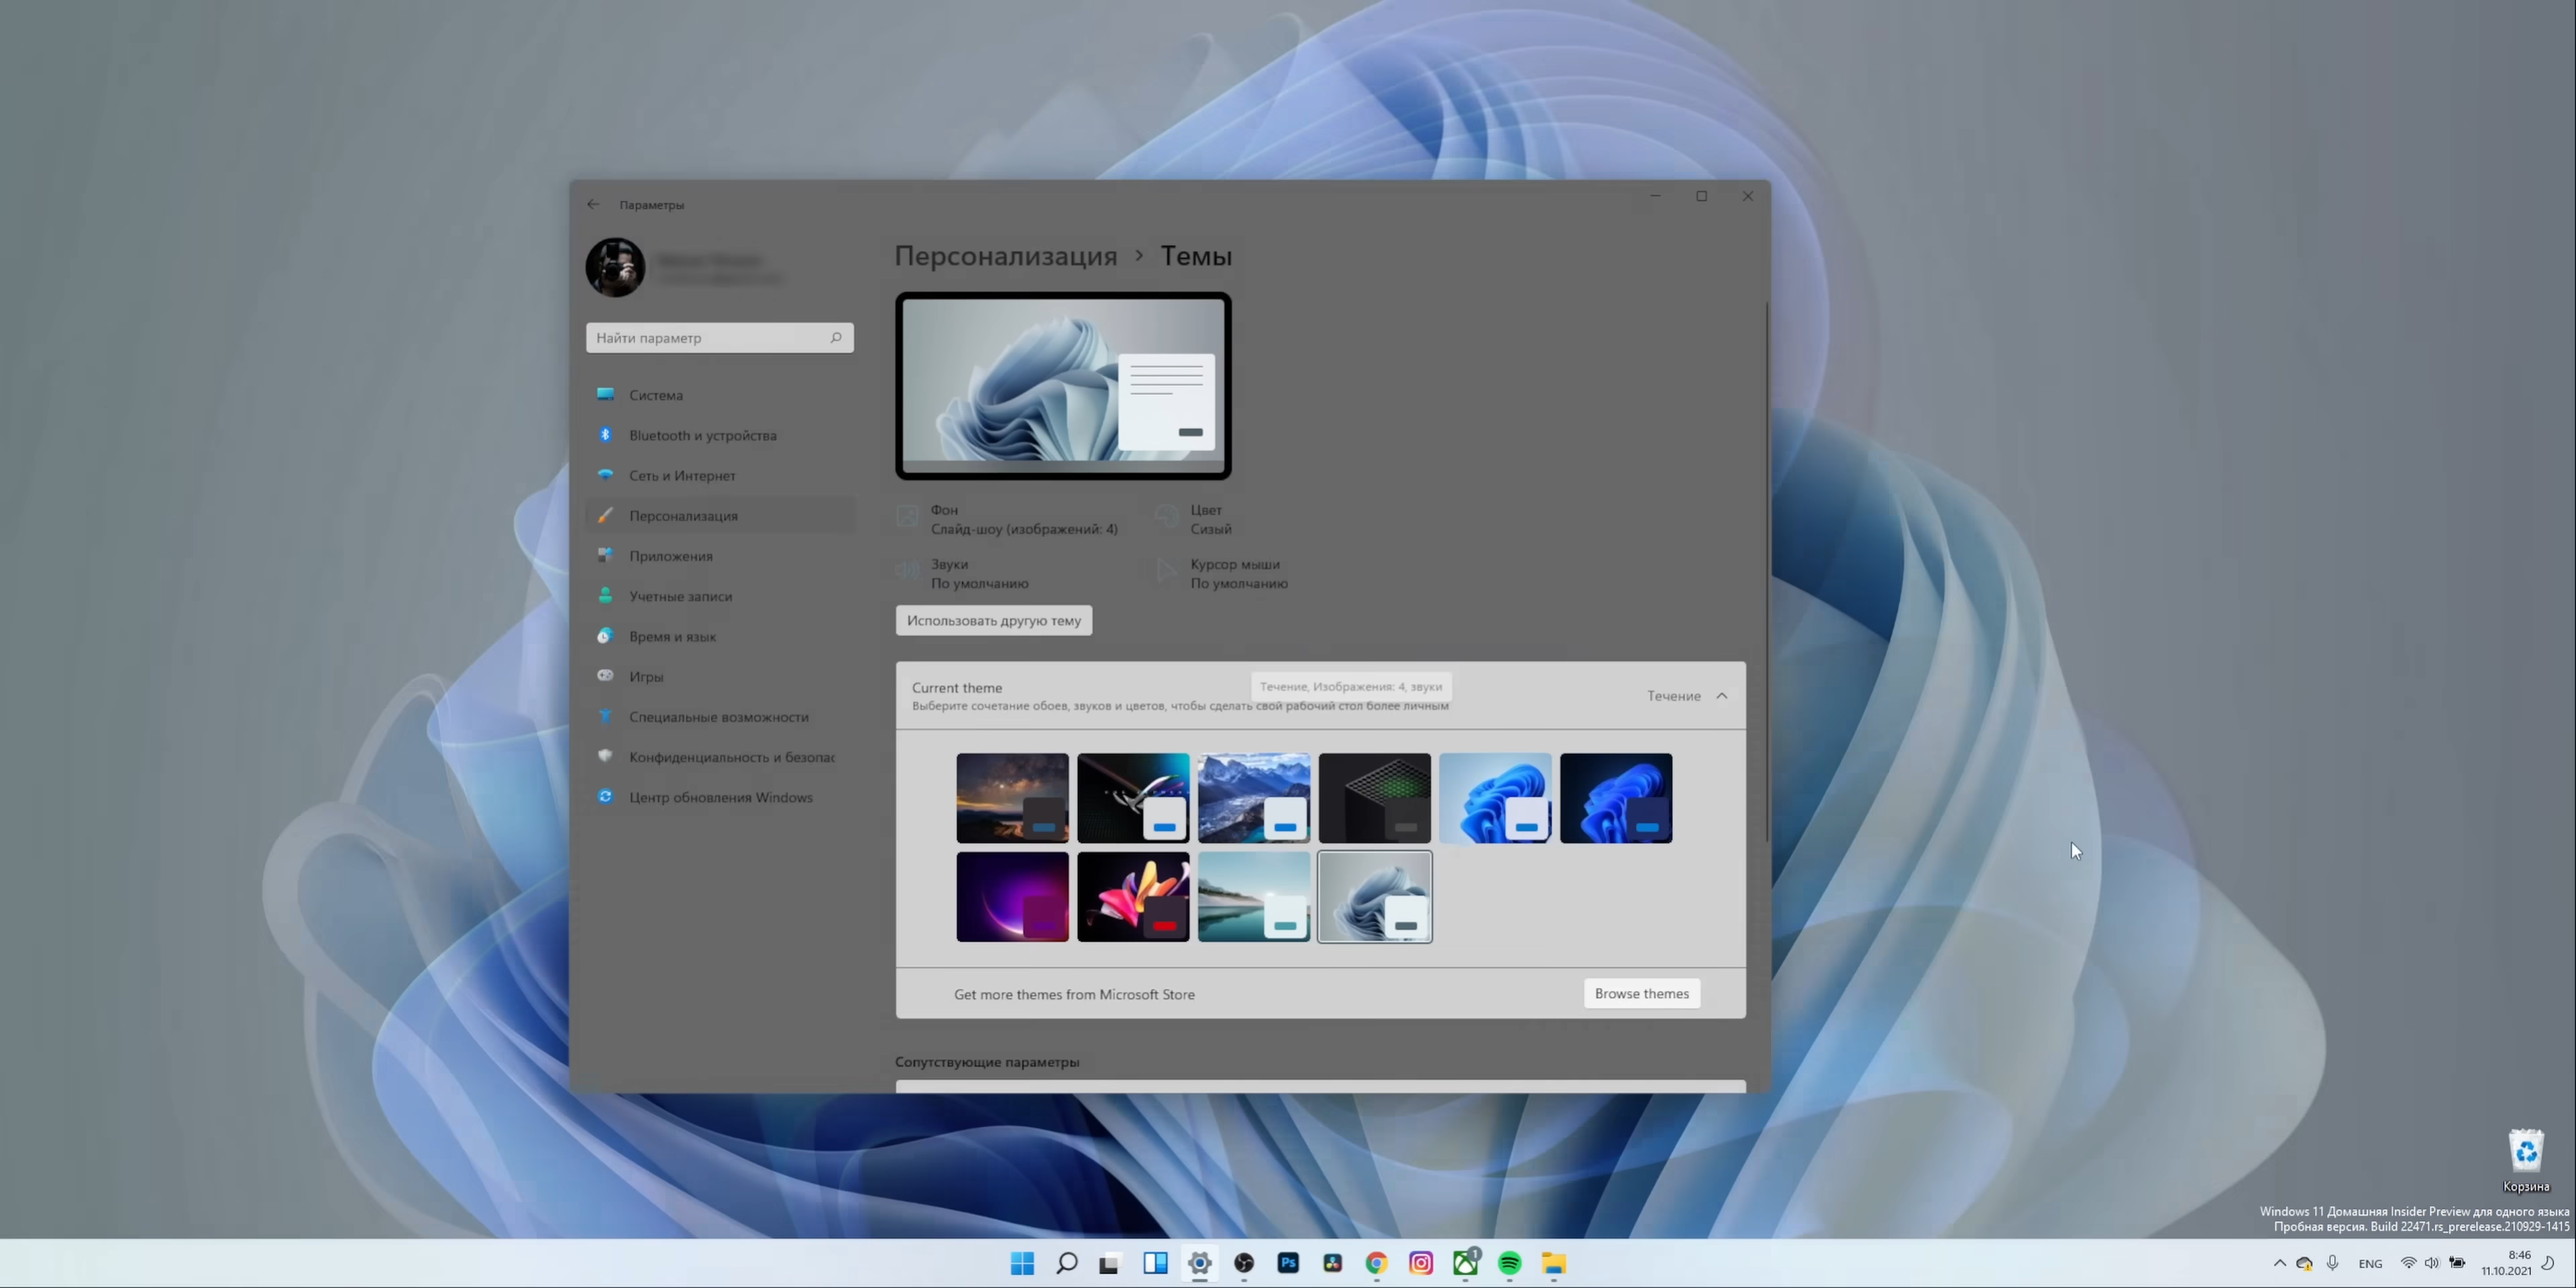 Параметры
Найти параметр
Система
Bluetooth и устройства
Сеть и Интернет
Персонализация
Приложения
Учетные записи
Время и язык
Игры
Специальные возможности
Конфиденциальность и безопас
Центр обновления Windows
Персонализация > Темы
Фон
Слайд-шоу (изображений: 4)
Цвет
Сизый
Звуки
По умолчанию
Курсор мыши
По умолчанию
Использовать другую тему
Current theme
Течение, Изображения: 4, звуки
Выберите сочетание обоев, звуков и цветов, чтобы сделать свой рабочий стол более личным
Течение
Get more themes from Microsoft Store
Browse themes
Сопутствующие параметры
Корзина
Windows 11 Домашняя Insider Preview для одного языка
Пробная версия. Build 22471.rs_prerelease.210929-1415
Ps
1
ENG
8:46
11.10.2021